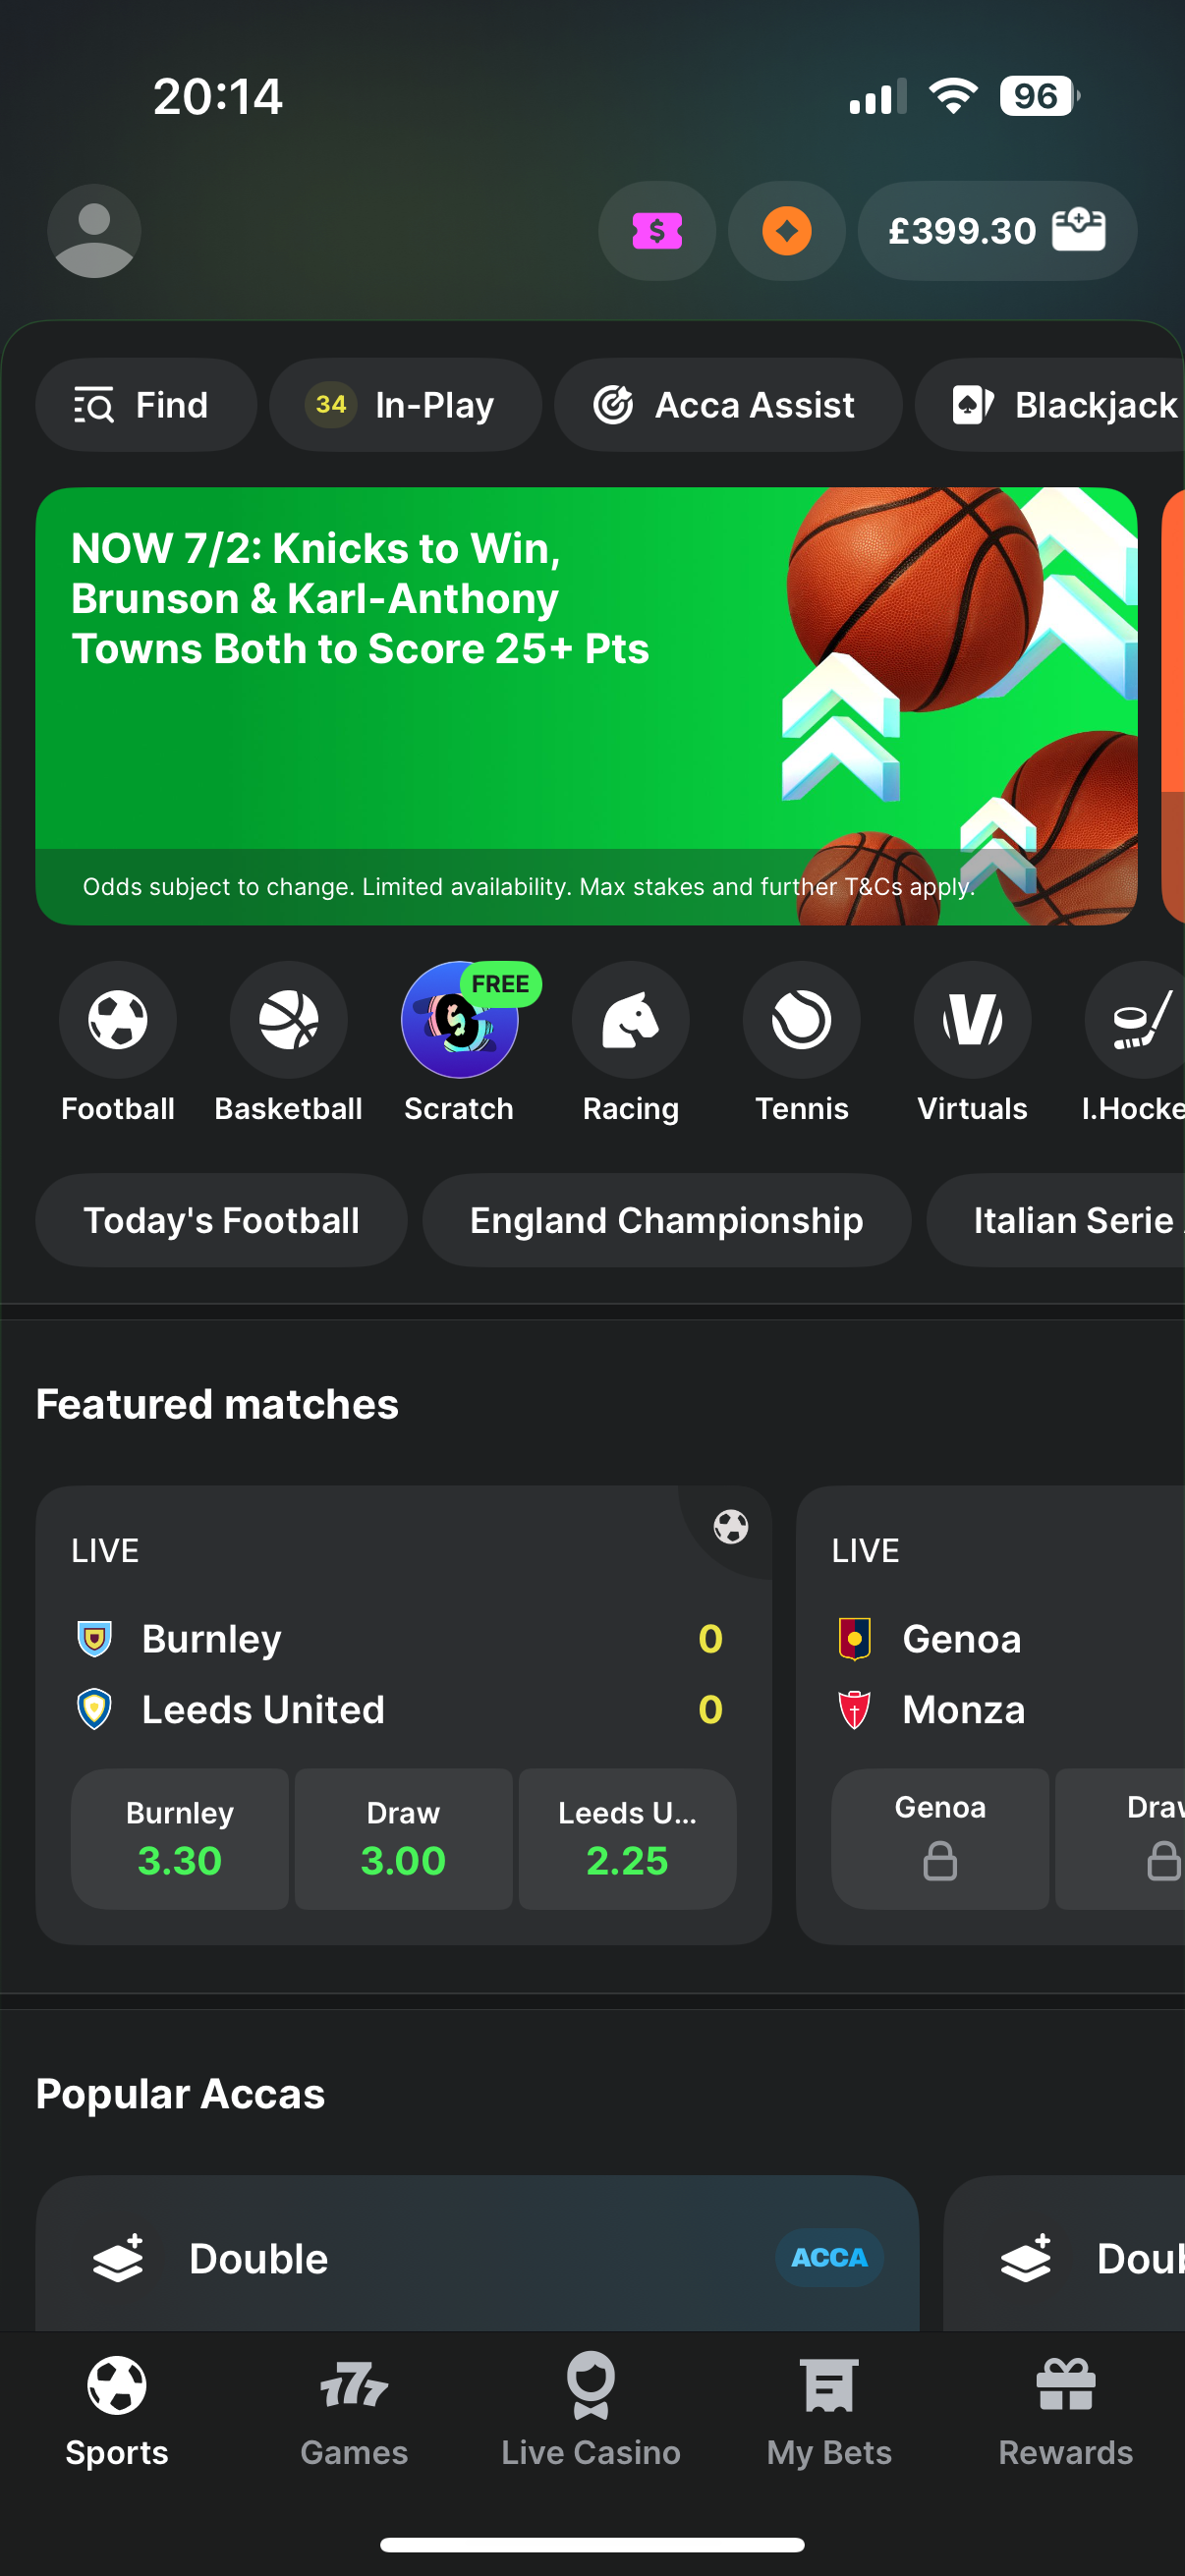 20:14
96
£399.30
Find
34 In-Play
Acca Assist
Blackjack
NOW 7/2: Knicks to Win,
Brunson & Karl-Anthony
Towns Both to Score 25+ Pts
Odds subject to change. Limited availability. Max stakes and further T&Cs apply.
FREE
Football
Basketball
Scratch
Racing
Tennis
Virtuals
I.Hocke
Today's Football
England Championship
Italian Serie
Featured matches
LIVE
Burnley 0
Leeds United 0
Burnley
3.30
Draw
3.00
Leeds U...
2.25
LIVE
Genoa
Monza
Genoa
Draw
Popular Accas
Double
ACCA
Doub
Sports
Games
Live Casino
My Bets
Rewards